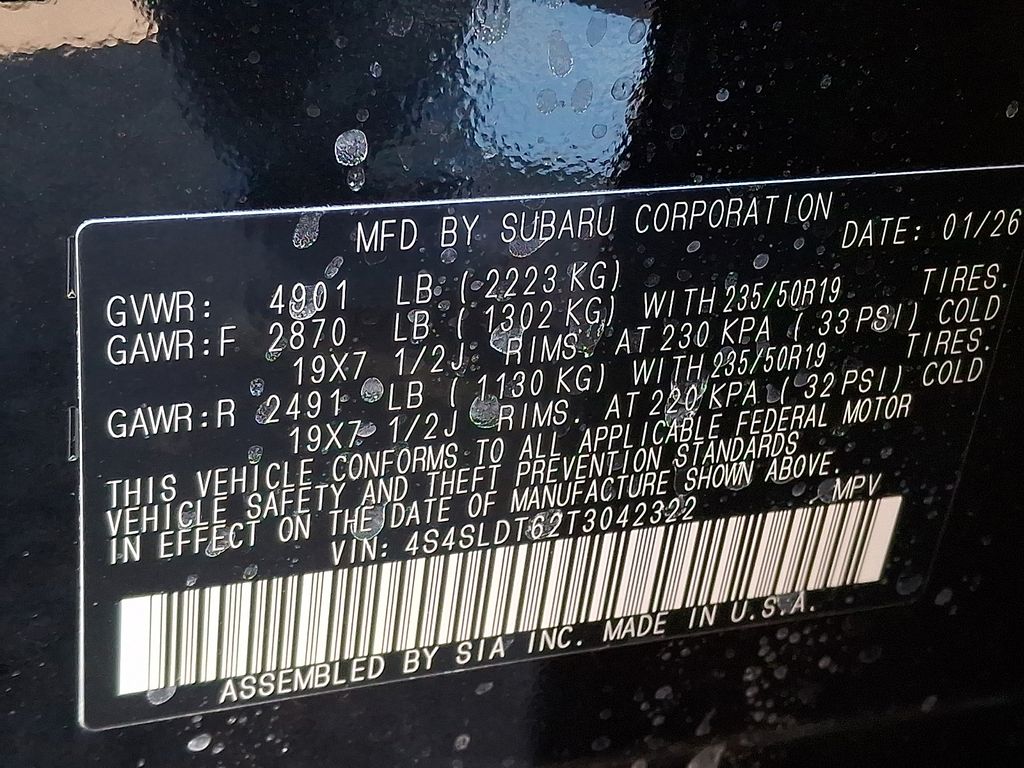 MFD BY SUBARU CORPORATION DATE: 01/26
GVWR: 4901 LB (2223 KG)
GAWR:F 2870 LB (1302 KG) WITH 235/50R19 TIRES.
19X7 1/2J RIMS. AT 230 KPA (33 PSI) COLD
GAWR:R 2491 LB (1130 KG) WITH 235/50R19 TIRES.
19X7 1/2J RIMS. AT 220 KPA (32 PSI) COLD
THIS VEHICLE CONFORMS TO ALL APPLICABLE FEDERAL MOTOR
VEHICLE SAFETY AND THEFT PREVENTION STANDARDS
IN EFFECT ON THE DATE OF MANUFACTURE SHOWN ABOVE.
VIN: 4S4SLDT62T3042322 MPV
ASSEMBLED BY SIA INC. MADE IN U.S.A.